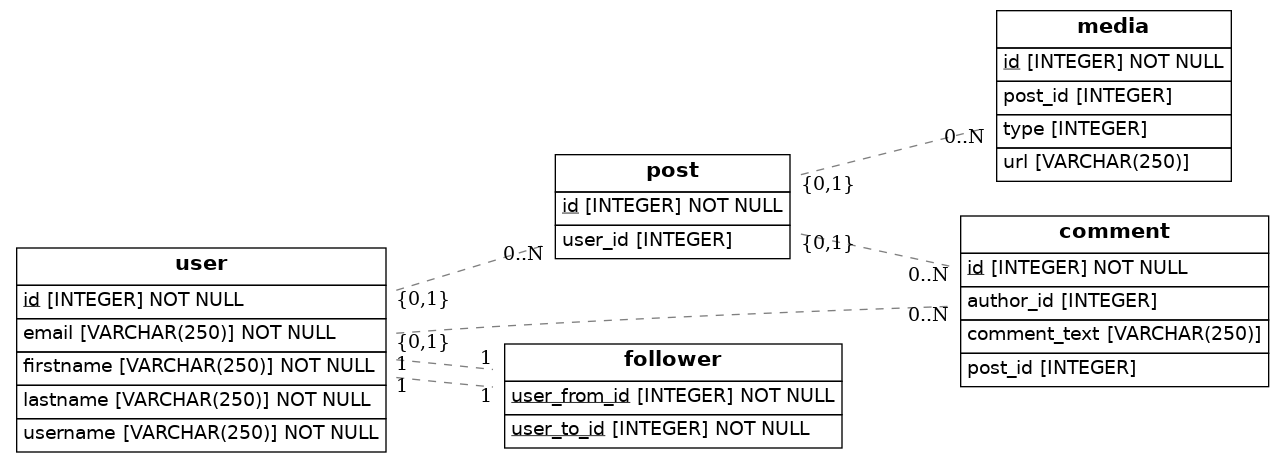 media
id [INTEGER] NOT NULL
post_id [INTEGER]
type [INTEGER]
url [VARCHAR(250)]
0..N
{0,1}
post
id [INTEGER] NOT NULL
user_id [INTEGER]
{0,1}
0..N
comment
id [INTEGER] NOT NULL
author_id [INTEGER]
comment_text [VARCHAR(250)]
post_id [INTEGER]
0..N
0..N
{0,1}
user
id [INTEGER] NOT NULL
email [VARCHAR(250)] NOT NULL
firstname [VARCHAR(250)] NOT NULL
lastname [VARCHAR(250)] NOT NULL
username [VARCHAR(250)] NOT NULL
{0,1}
1
1
1
1
follower
user_from_id [INTEGER] NOT NULL
user_to_id [INTEGER] NOT NULL